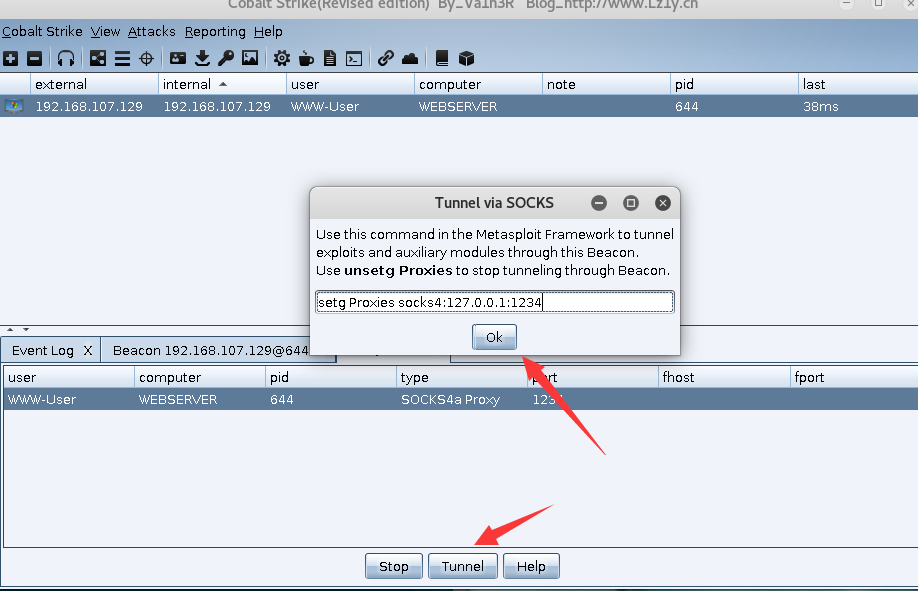 Cobalt Strike(Revised edition) By_Va1n3R Blog_http://www.Lz1y.cn
Cobalt Strike View Attacks Reporting Help
external internal user computer note pid last
192.168.107.129 192.168.107.129 WWW-User WEBSERVER 644 38ms
Tunnel via SOCKS
Use this command in the Metasploit Framework to tunnel
exploits and auxiliary modules through this Beacon.
Use unsetg Proxies to stop tunneling through Beacon.
setg Proxies socks4:127.0.0.1:1234
Ok
Event Log X Beacon 192.168.107.129@644
user computer pid type port fhost fport
WWW-User WEBSERVER 644 SOCKS4a Proxy 1234
Stop Tunnel Help